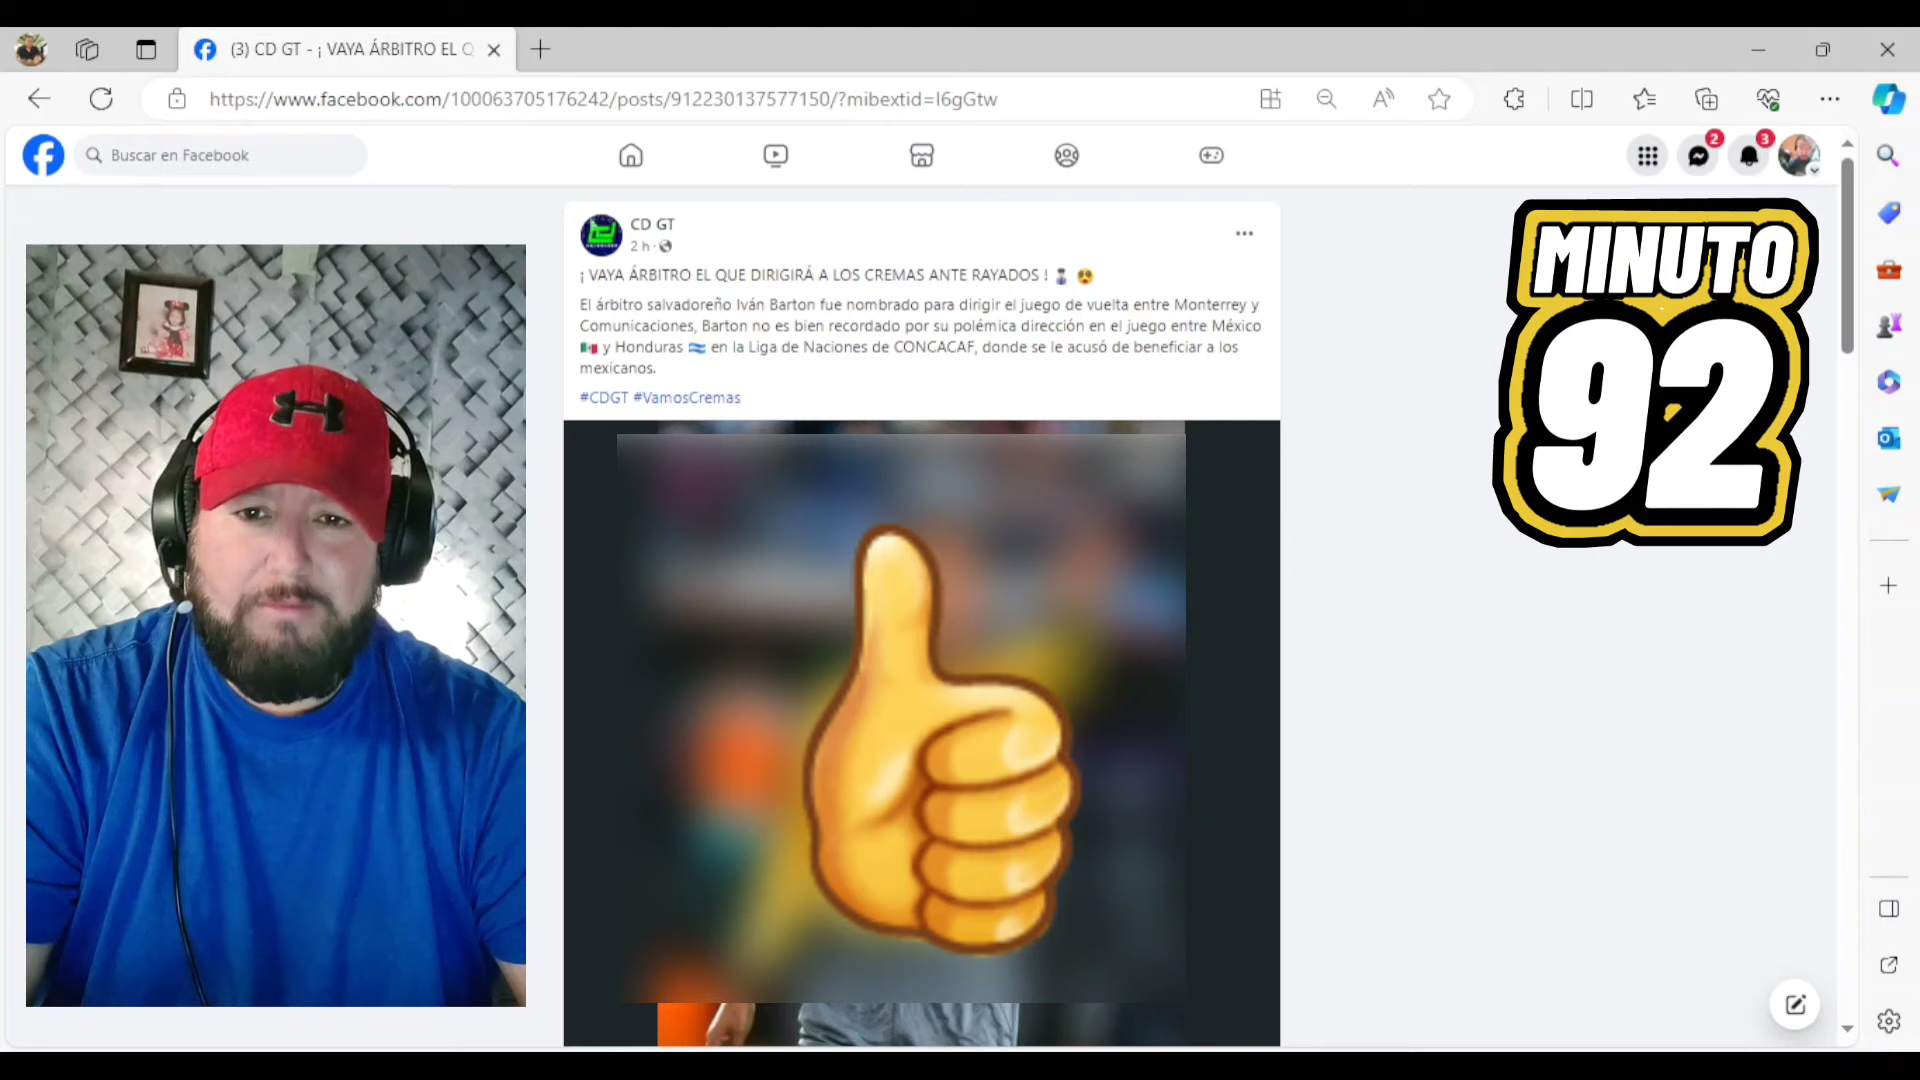 (3) CD GT - ¡ VAYA ÁRBITRO EL Q
https://www.facebook.com/100063705176242/posts/912230137577150/?mibextid=I6gGtw
Buscar en Facebook
2
3
CD GT
2 h ·
¡ VAYA ÁRBITRO EL QUE DIRIGIRÁ A LOS CREMAS ANTE RAYADOS !
El árbitro salvadoreño Iván Barton fue nombrado para dirigir el juego de vuelta entre Monterrey y
Comunicaciones, Barton no es bien recordado por su polémica dirección en el juego entre México
🇲🇽 y Honduras 🇭🇳 en la Liga de Naciones de CONCACAF, donde se le acusó de beneficiar a los
mexicanos.
#CDGT #VamosCremas
MINUTO
92